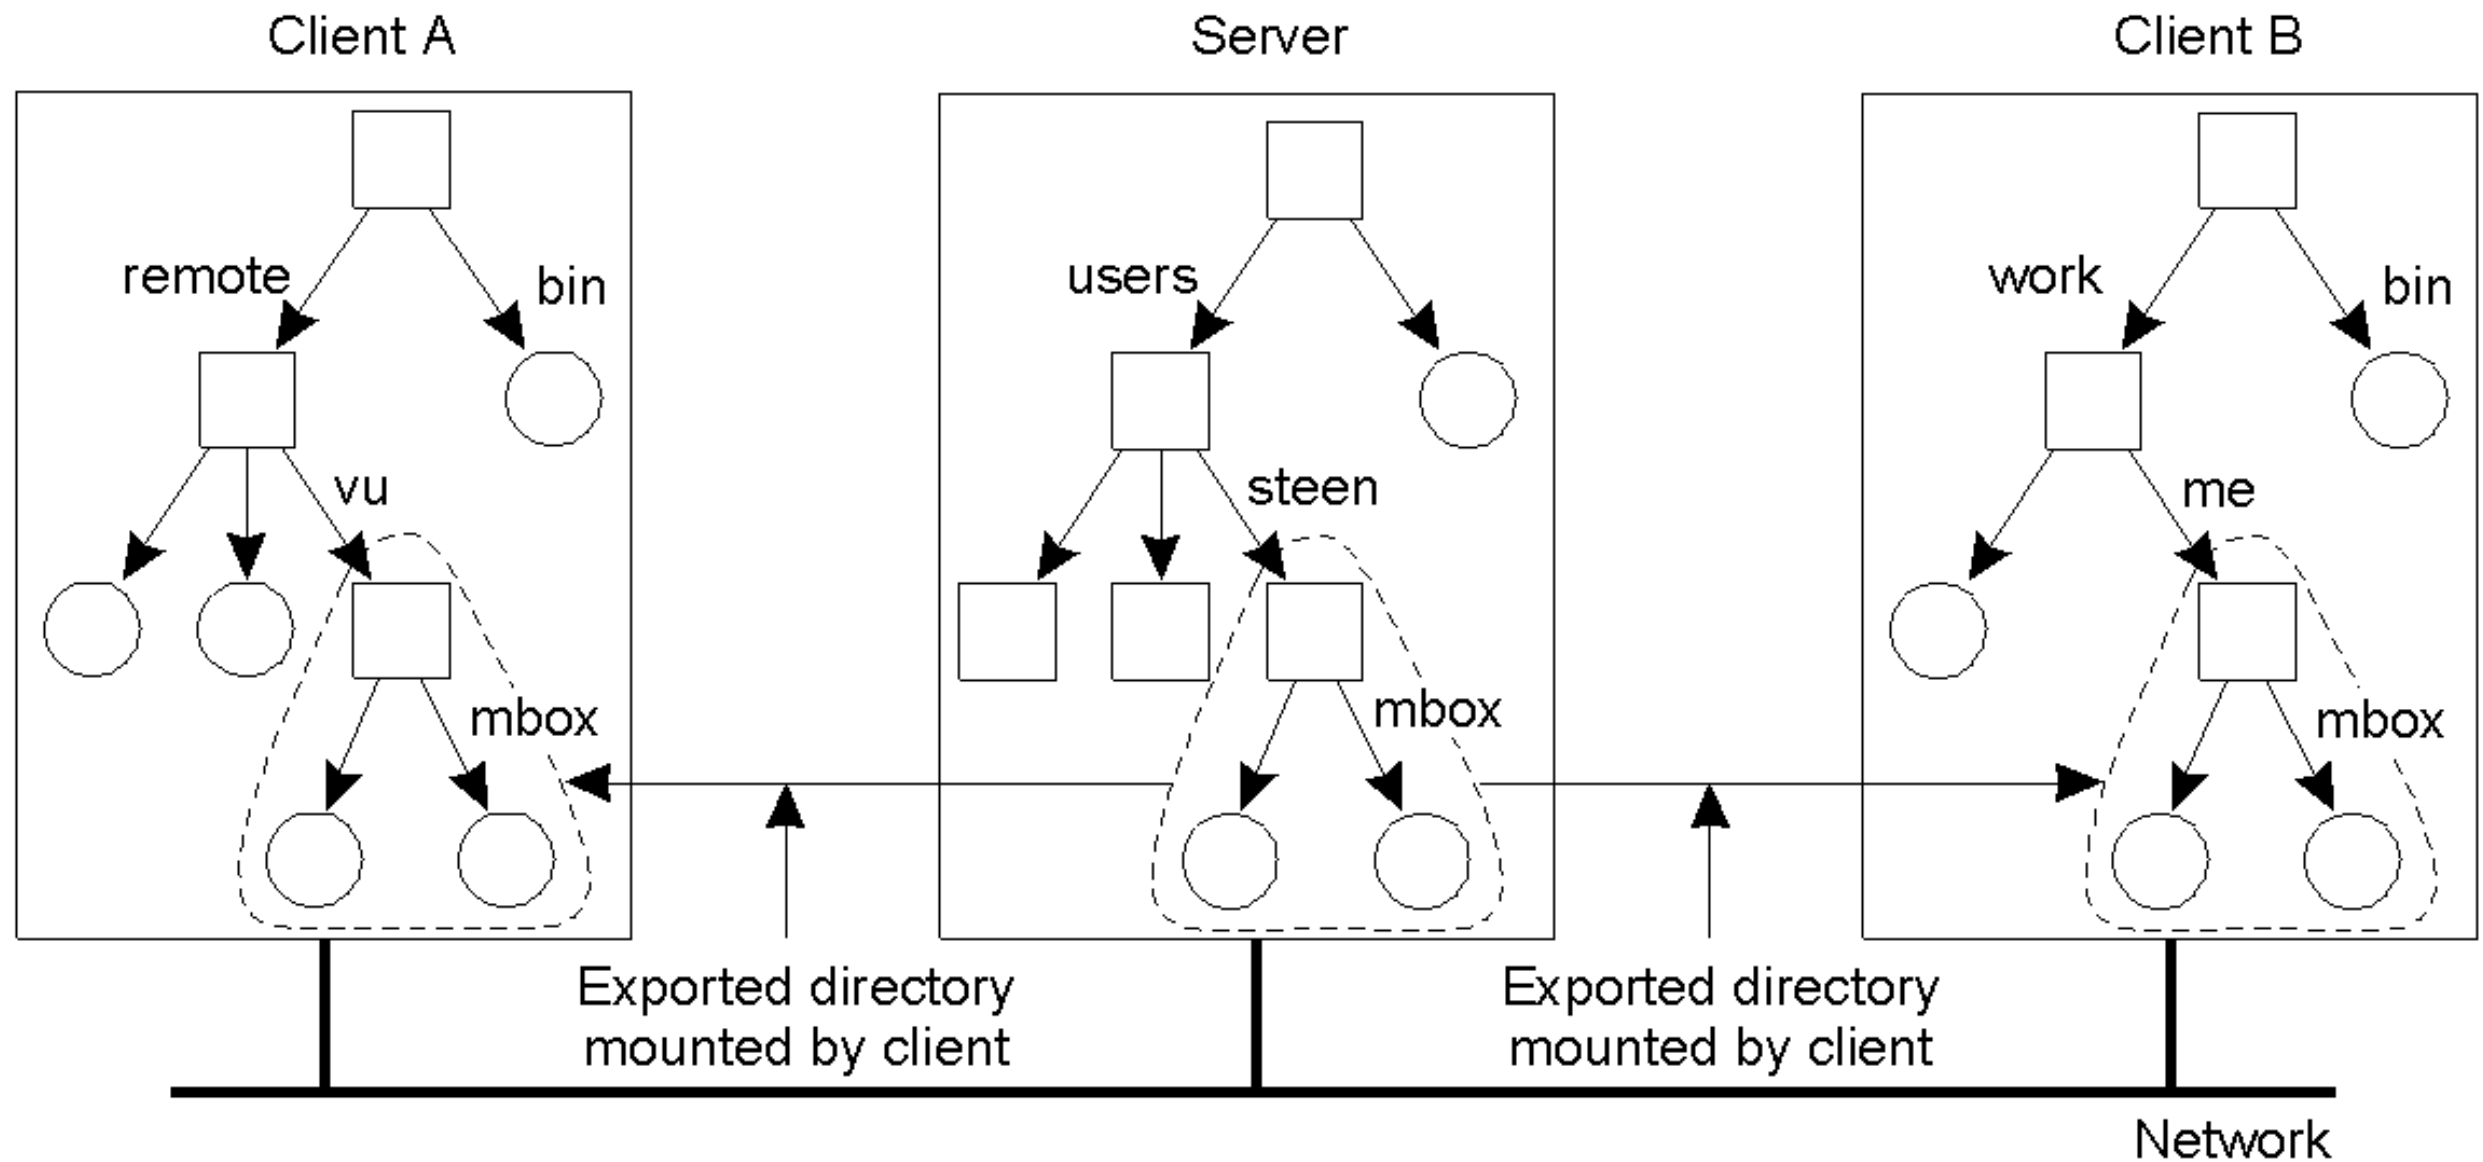 Client A
Server
Client B
remote
bin
users
work
bin
vu
steen
me
mbox
mbox
mbox
Exported directory
mounted by client
Exported directory
mounted by client
Network